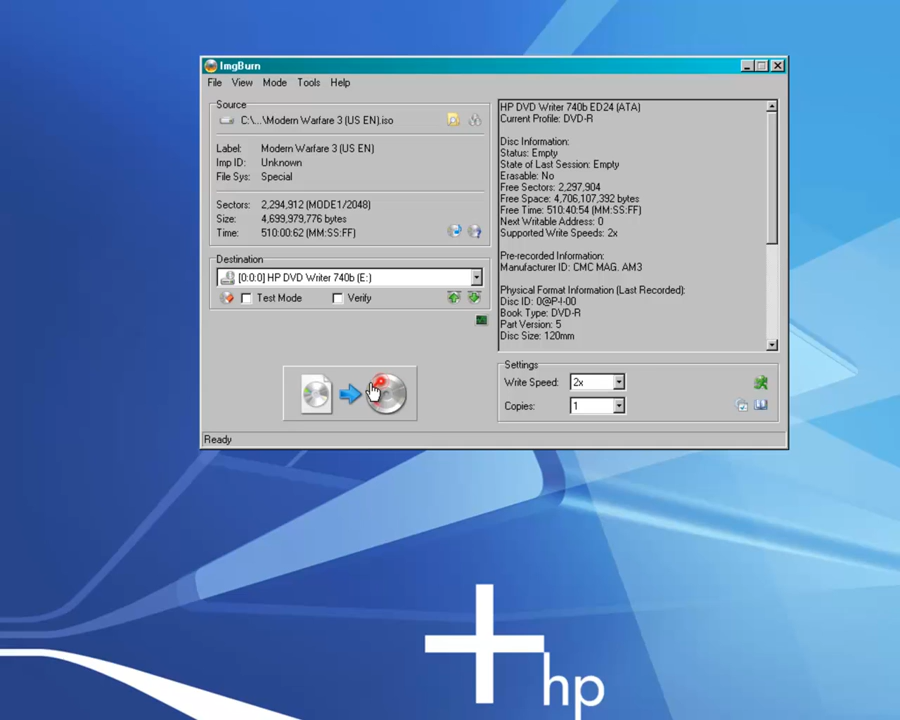 ImgBurn
File View Mode Tools Help
Source
C:\...\Modern Warfare 3 (US EN).iso
Label: Modern Warfare 3 (US EN)
Imp ID: Unknown
File Sys: Special
Sectors: 2,294,912 (MODE1/2048)
Size: 4,699,979,776 bytes
Time: 510:00:62 (MM:SS:FF)
Destination
[0:0:0] HP DVD Writer 740b (E:)
Test Mode Verify
HP DVD Writer 740b ED24 (ATA)
Current Profile: DVD-R
Disc Information:
Status: Empty
State of Last Session: Empty
Erasable: No
Free Sectors: 2,297,904
Free Space: 4,706,107,392 bytes
Free Time: 510:40:54 (MM:SS:FF)
Next Writable Address: 0
Supported Write Speeds: 2x
Pre-recorded Information:
Manufacturer ID: CMC MAG. AM3
Physical Format Information (Last Recorded):
Disc ID: 0@P-I-00
Book Type: DVD-R
Part Version: 5
Disc Size: 120mm
Settings
Write Speed: 2x
Copies: 1
Ready
hp